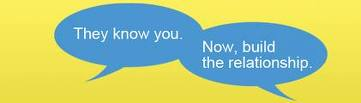 They know you.
Now, build
the relationship.